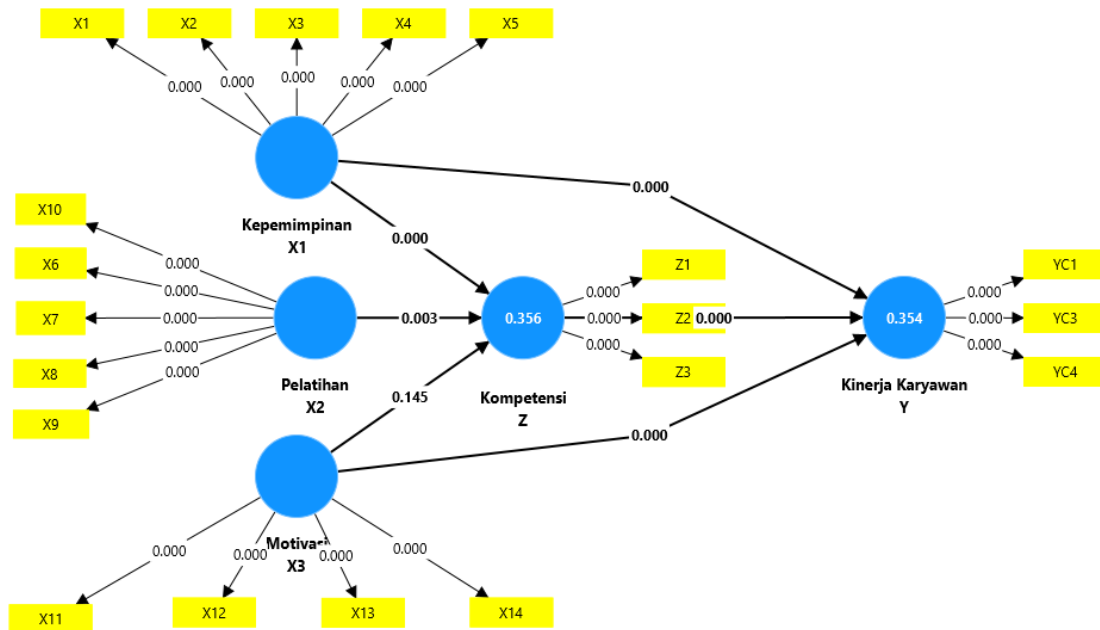 X1
X2
X3
X4
X5
0.000
0.000
0.000
0.000
0.000
Kepemimpinan
X1
0.000
0.000
X10
X6
X7
X8
X9
0.000
0.000
0.000
0.000
0.000
Pelatihan
X2
0.003
0.356
Kompetensi
Z
0.000
0.000
0.000
Z1
Z2
Z3
0.000
0.354
Kinerja Karyawan
Y
0.000
0.000
0.000
YC1
YC3
YC4
0.145
0.000
Motivasi
X3
0.000
0.000
0.000
0.000
X11
X12
X13
X14